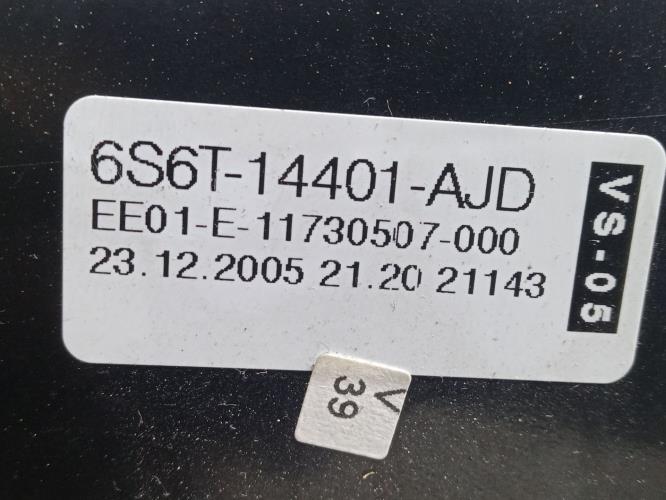 6S6T-14401-AJD
EE01-E-11730507-000
23.12.2005 21.20 21143
VS-05
V
39